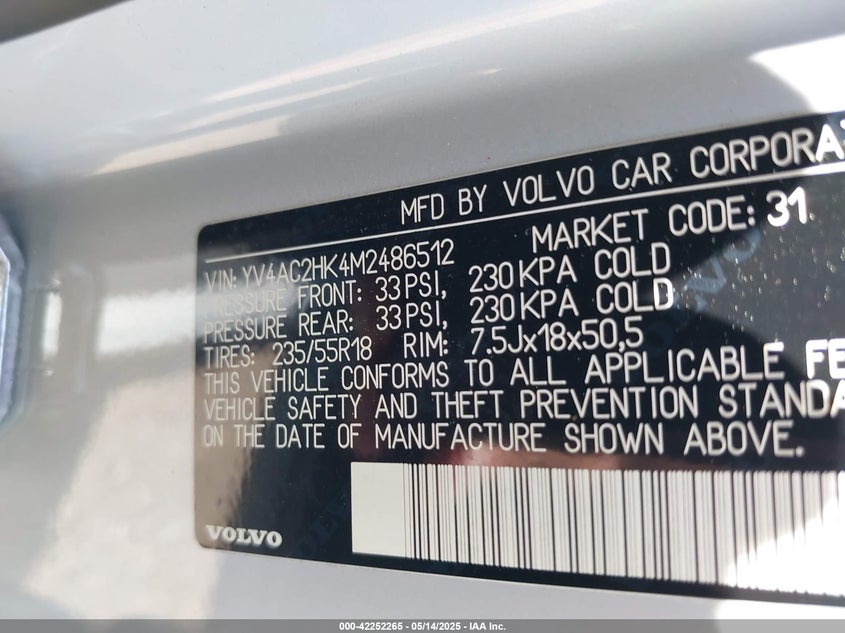 MFD BY VOLVO CAR CORPORA
MARKET CODE: 31
VIN: YV4AC2HK4M2486512
PRESSURE FRONT: 33 PSI, 230 KPA COLD
PRESSURE REAR: 33 PSI, 230 KPA COLD
TIRES: 235/55R18 RIM: 7.5Jx18x50,5
THIS VEHICLE CONFORMS TO ALL APPLICABLE FE
VEHICLE SAFETY AND THEFT PREVENTION STANDA
ON THE DATE OF MANUFACTURE SHOWN ABOVE.
VOLVO
000-42252265 - 05/14/2025 - IAA Inc.